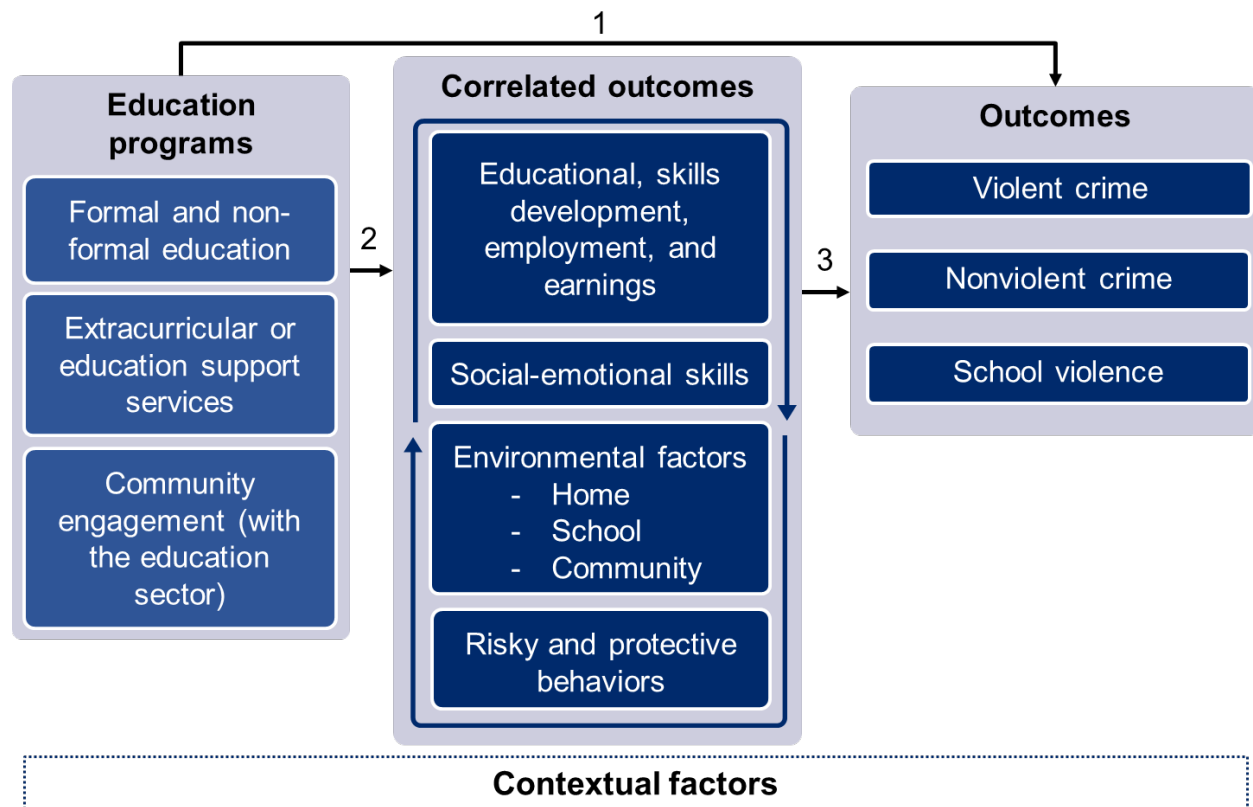 1
Education
programs
Formal and non-
formal education
Extracurricular or
education support
services
Community
engagement (with
the education
sector)
2
Correlated outcomes
Educational, skills
development,
employment, and
earnings
Social-emotional skills
Environmental factors
- Home
- School
- Community
Risky and protective
behaviors
3
Outcomes
Violent crime
Nonviolent crime
School violence
Contextual factors